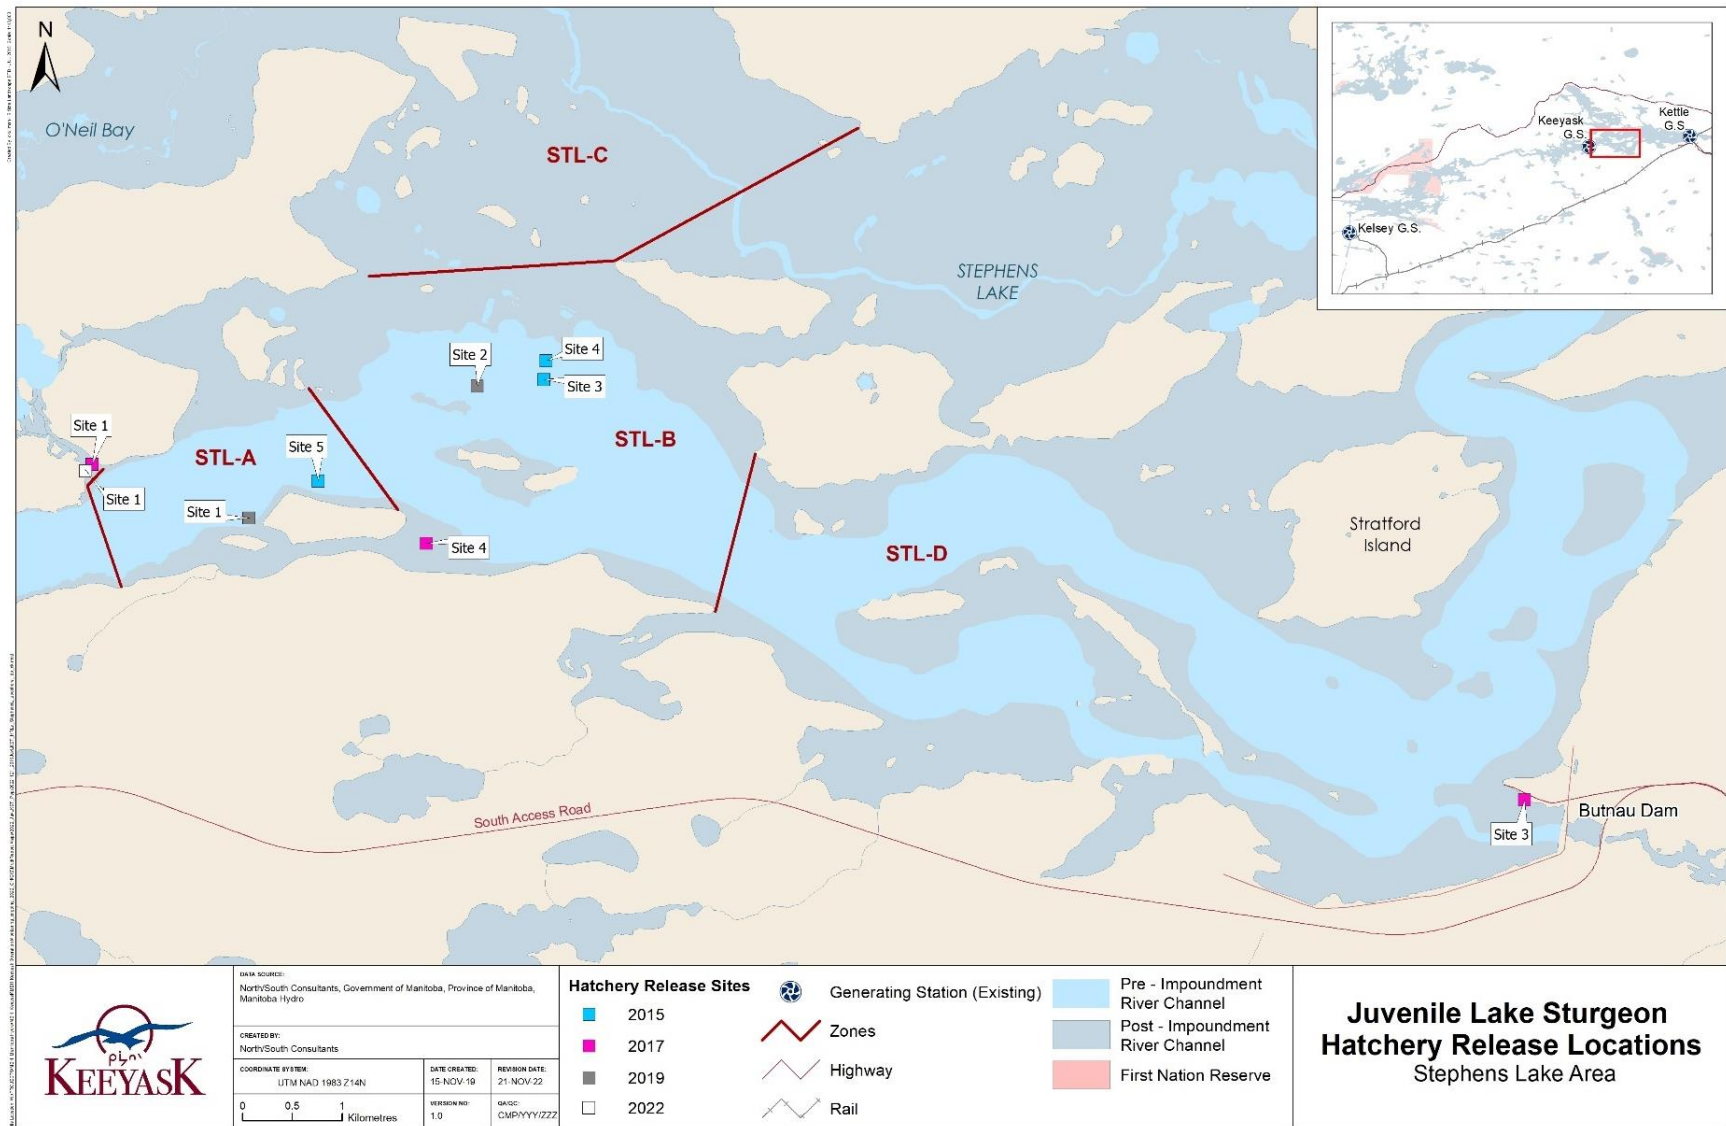 N
O'Neil Bay
STL-C
STEPHENS
LAKE
Keeyask
G.S.
Kettle
G.S.
Kelsey G.S.
Site 2
Site 4
Site 3
Site 1
STL-A
Site 5
STL-B
Site 1
Site 1
Site 4
STL-D
Stratford
Island
South Access Road
Site 3
Butnau Dam
KEEYASK
DATA SOURCE:
North/South Consultants, Government of Manitoba, Province of Manitoba,
Manitoba Hydro
CREATED BY:
North/South Consultants
COORDINATE SYSTEM:
UTM NAD 1983 Z14N
DATE CREATED:
15-NOV-19
REVISION DATE:
21-NOV-22
0 0.5 1
Kilometres
VERSION NO:
1.0
QA/QC:
CMP/YYY/ZZZ
Hatchery Release Sites
2015
2017
2019
2022
Generating Station (Existing)
Zones
Highway
Rail
Pre - Impoundment
River Channel
Post - Impoundment
River Channel
First Nation Reserve
Juvenile Lake Sturgeon
Hatchery Release Locations
Stephens Lake Area